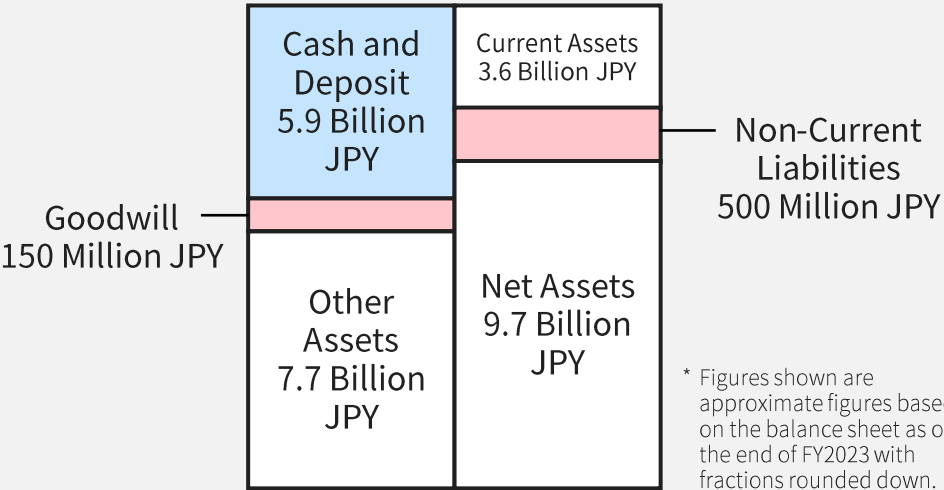 Cash and
Deposit
5.9 Billion
JPY
Current Assets
3.6 Billion JPY
Non-Current
Liabilities
500 Million JPY
Goodwill
150 Million JPY
Other
Assets
7.7 Billion
JPY
Net Assets
9.7 Billion
JPY
* Figures shown are
approximate figures base
on the balance sheet as o
the end of FY2023 with
fractions rounded down.